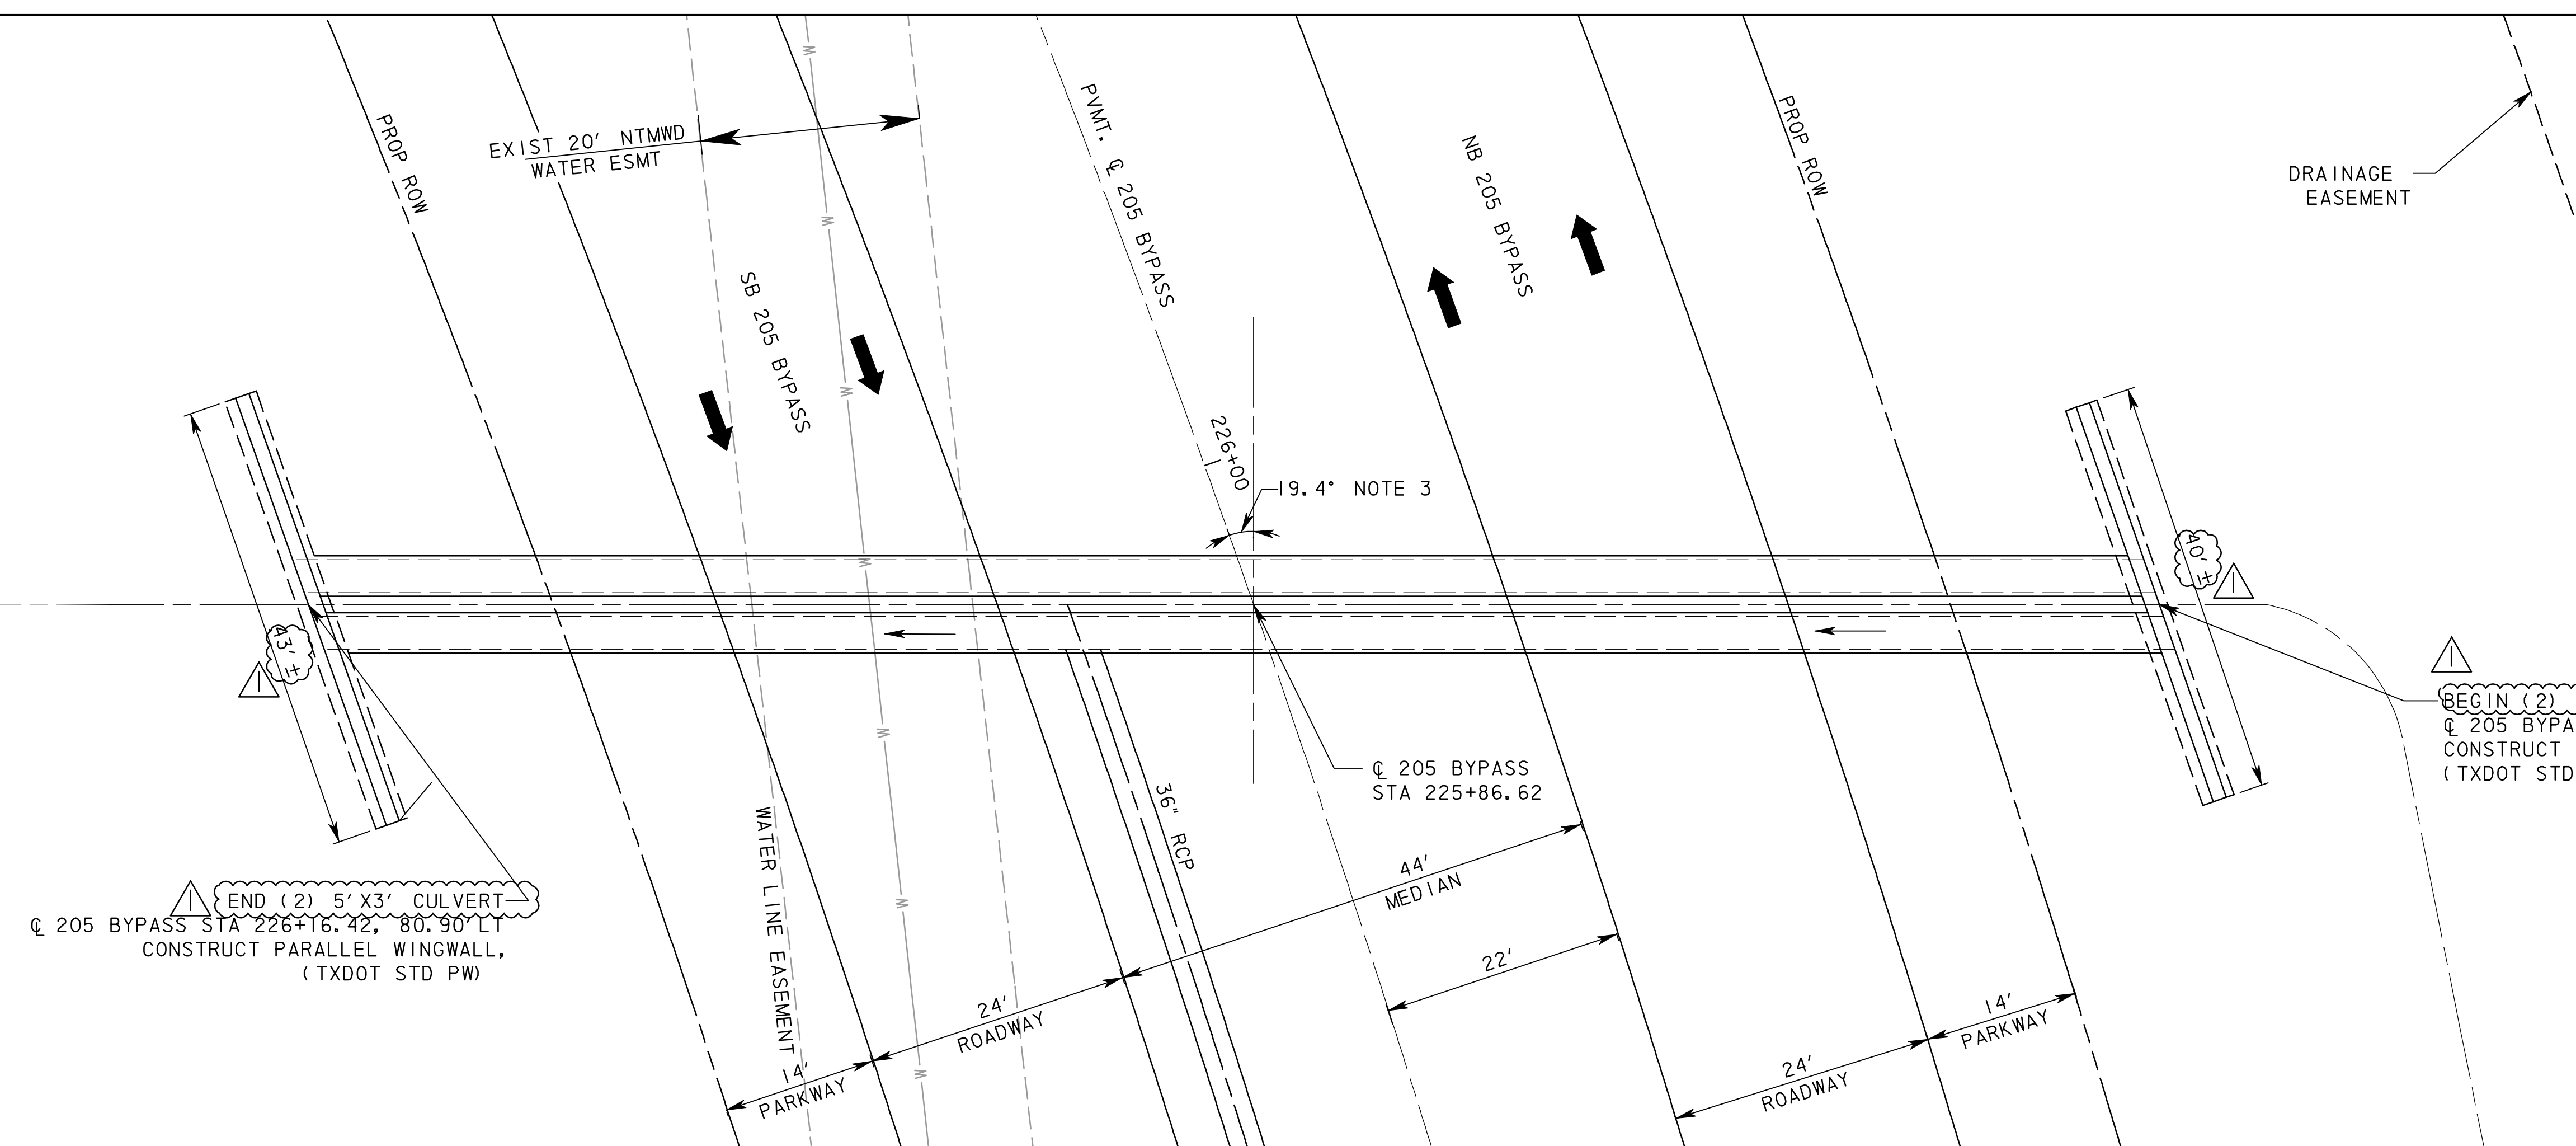 PROP ROW
EXIST 20' NTMWD
WATER ESMT
SB 205 BYPASS
PVMT. ℄ 205 BYPASS
NB 205 BYPASS
PROP ROW
DRAINAGE
EASEMENT
W
W
W
W
W
W
W
226+00
19.4° NOTE 3
43' ±
1
40' ±
1
1
BEGIN (2)
℄ 205 BYPA
CONSTRUCT
(TXDOT STD
℄ 205 BYPASS
STA 225+86.62
36" RCP
WATER LINE EASEMENT
1
END (2) 5'X3' CULVERT
℄ 205 BYPASS STA 226+16.42, 80.90'LT
CONSTRUCT PARALLEL WINGWALL,
(TXDOT STD PW)
44'
MEDIAN
22'
24'
ROADWAY
14'
PARKWAY
24'
ROADWAY
14'
PARKWAY